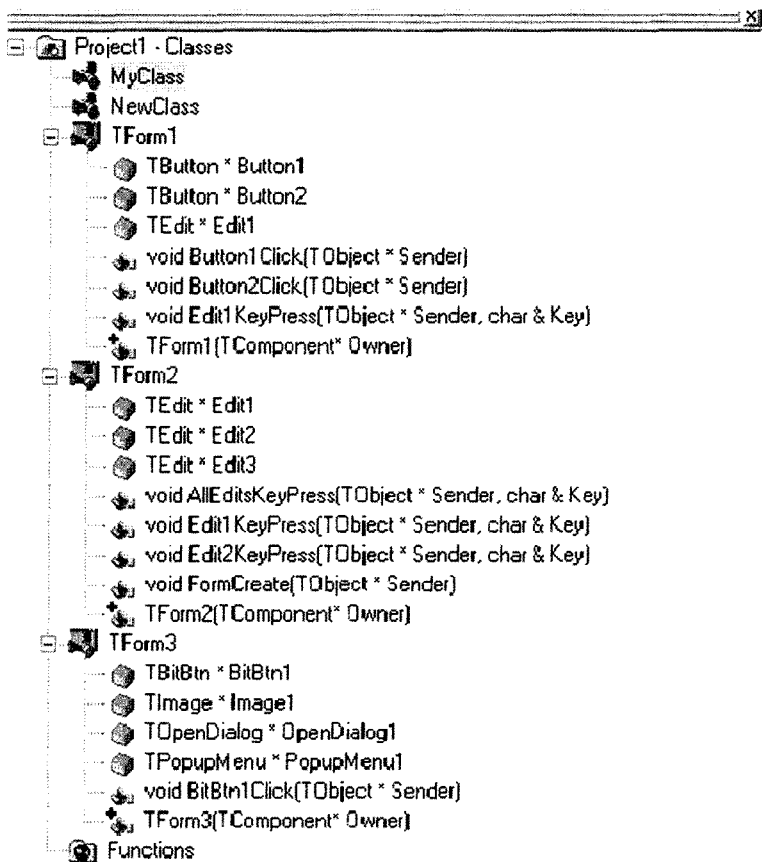 Project1 - Classes
MyClass
NewClass
TForm1
TButton * Button1
TButton * Button2
TEdit * Edit1
void Button1Click(TObject * Sender)
void Button2Click(TObject * Sender)
void Edit1KeyPress(TObject * Sender, char & Key)
TForm1(TComponent* Owner)
TForm2
TEdit * Edit1
TEdit * Edit2
TEdit * Edit3
void AllEditsKeyPress(TObject * Sender, char & Key)
void Edit1KeyPress(TObject * Sender, char & Key)
void Edit2KeyPress(TObject * Sender, char & Key)
void FormCreate(TObject * Sender)
TForm2(TComponent* Owner)
TForm3
TBitBtn * BitBtn1
TImage * Image1
TOpenDialog * OpenDialog1
TPopupMenu * PopupMenu1
void BitBtn1Click(TObject * Sender)
TForm3(TComponent* Owner)
Functions